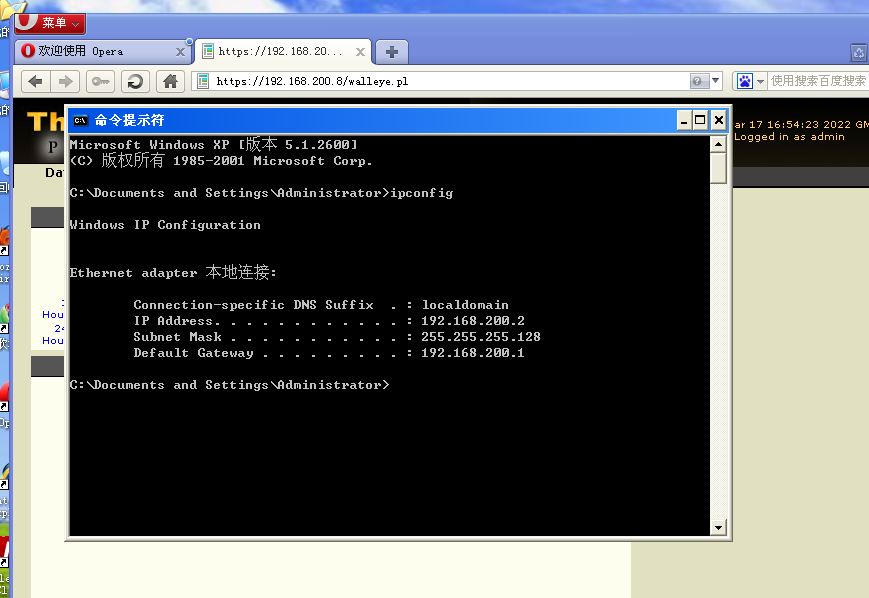 菜单
欢迎使用 Opera
https://192.168.20...
https://192.168.200.8/walleye.pl
使用搜索百度搜索
Th
P
ar 17 16:54:23 2022 GM
Logged in as admin
Da
命令提示符
Microsoft Windows XP [版本 5.1.2600]
(C) 版权所有 1985-2001 Microsoft Corp.
C:\Documents and Settings\Administrator>ipconfig
Windows IP Configuration
Ethernet adapter 本地连接:
Connection-specific DNS Suffix  . : localdomain
IP Address. . . . . . . . . . . . : 192.168.200.2
Subnet Mask . . . . . . . . . . . : 255.255.255.128
Default Gateway . . . . . . . . . : 192.168.200.1
C:\Documents and Settings\Administrator>
Hou
24
Hou